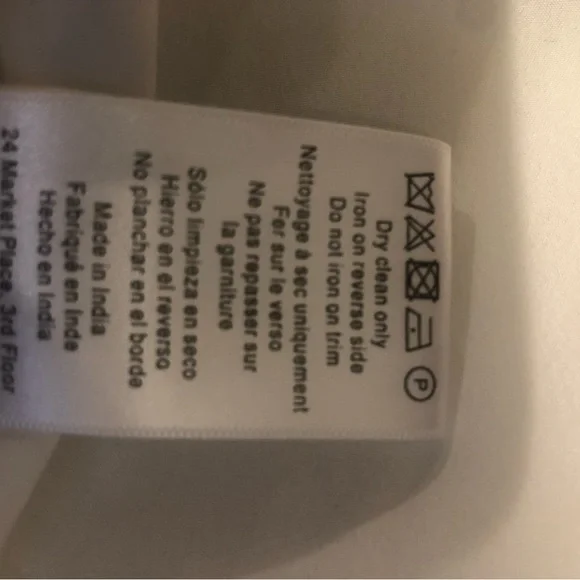 P
Dry clean only
Iron on reverse side
Do not iron on trim
Nettoyage à sec uniquement
Fer sur le verso
Ne pas repasser sur
la garniture
Sólo limpieza en seco
Hierro en el reverso
No planchar en el borde
Made in India
Fabriqué en Inde
Hecho en India
24 Market Place, 3rd Floor